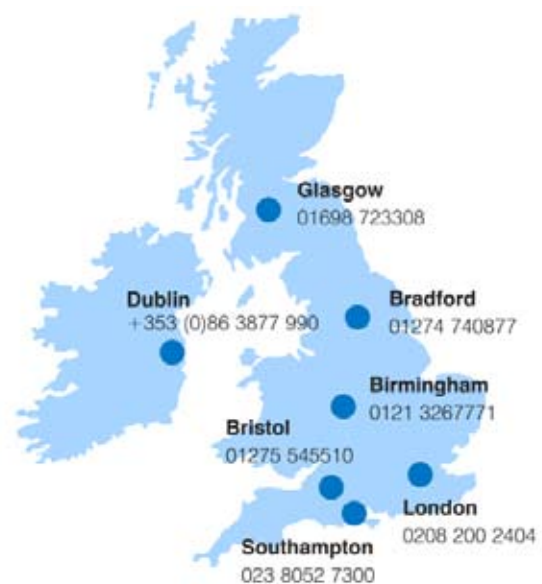 Glasgow
01698 723308
Dublin
+353 (0)86 3877 990
Bradford
01274 740877
Birmingham
0121 3267771
Bristol
01275 545510
London
0208 200 2404
Southampton
023 8052 7300